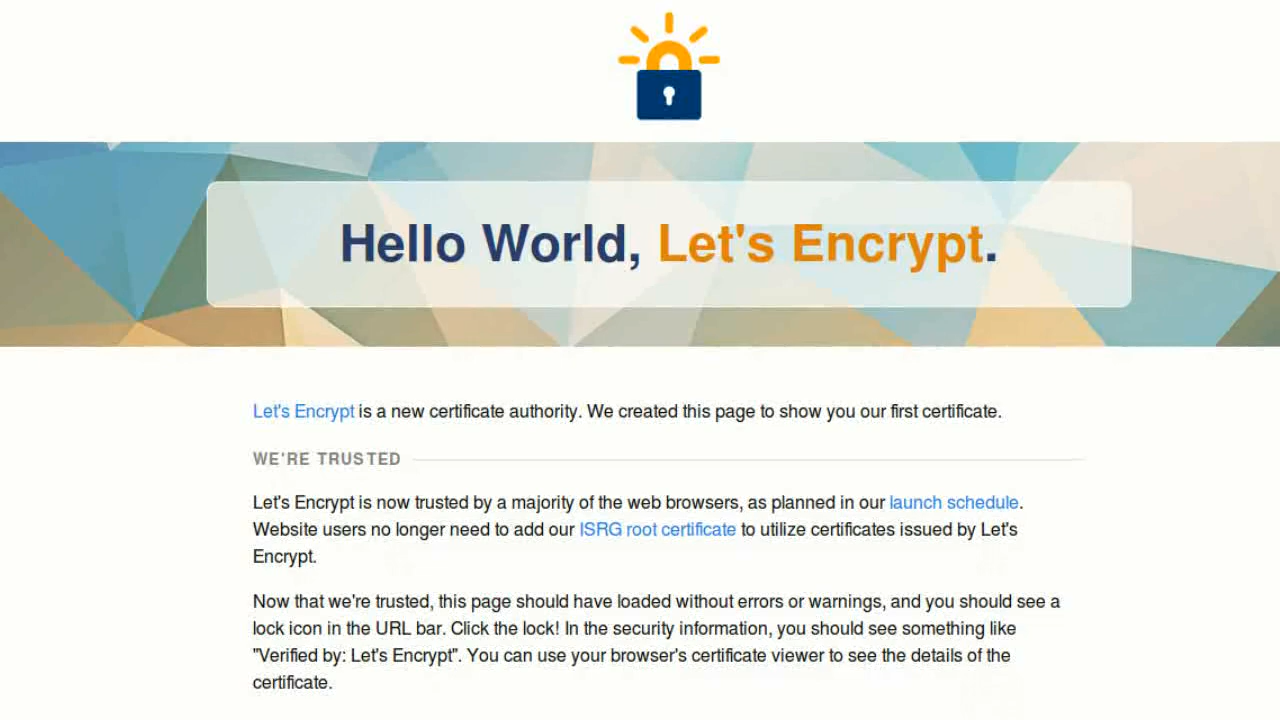 Hello World, Let's Encrypt.
Let's Encrypt is a new certificate authority. We created this page to show you our first certificate.
WE'RE TRUSTED
Let's Encrypt is now trusted by a majority of the web browsers, as planned in our launch schedule.
Website users no longer need to add our ISRG root certificate to utilize certificates issued by Let's
Encrypt.
Now that we're trusted, this page should have loaded without errors or warnings, and you should see a
lock icon in the URL bar. Click the lock! In the security information, you should see something like
"Verified by: Let's Encrypt". You can use your browser's certificate viewer to see the details of the
certificate.